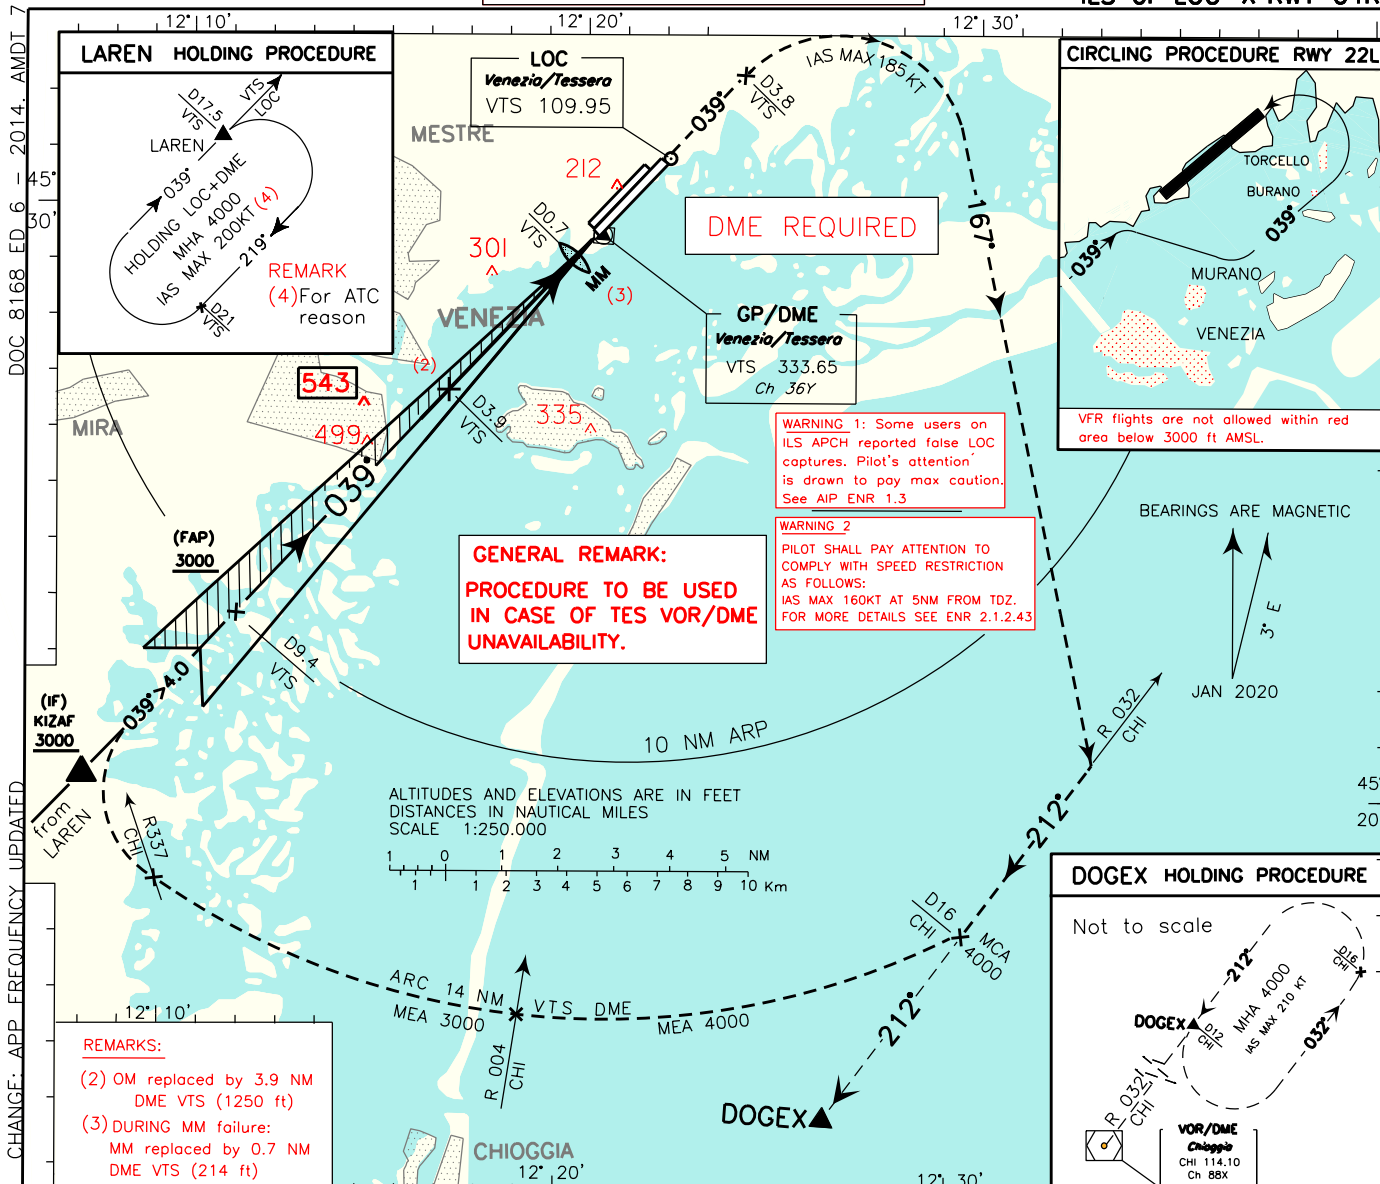 12° 10'
12° 20'
12° 30'
DOC 8168 ED 6 - 2014. AMDT 7
CHANGE: APP FREQUENCY UPDATED
LAREN HOLDING PROCEDURE
D17.5
VTS
VTS
LOC
LAREN
039°
HOLDING LOC+DME
MHA 4000
IAS MAX 200KT (4)
219°
D21
VTS
REMARK
(4) For ATC
reason
45°
30'
LOC
Venezia/Tessera
VTS 109.95
MESTRE
212
301
D0.7
VTS
MM
(3)
039°
D3.8
VTS
IAS MAX 185 KT
167°
DME REQUIRED
GP/DME
Venezia/Tessera
VTS 333.65
Ch 36Y
CIRCLING PROCEDURE RWY 22L
TORCELLO
BURANO
039°
039°
MURANO
VENEZIA
VFR flights are not allowed within red
area below 3000 ft AMSL.
VENEZIA
(2)
543
499
335
MIRA
D3.9
VTS
039°
WARNING 1: Some users on
ILS APCH reported false LOC
captures. Pilot's attention
is drawn to pay max caution.
See AIP ENR 1.3
WARNING 2
PILOT SHALL PAY ATTENTION TO
COMPLY WITH SPEED RESTRICTION
AS FOLLOWS:
IAS MAX 160KT AT 5NM FROM TDZ.
FOR MORE DETAILS SEE ENR 2.1.2.43
BEARINGS ARE MAGNETIC
3° E
JAN 2020
(FAP)
3000
GENERAL REMARK:
PROCEDURE TO BE USED
IN CASE OF TES VOR/DME
UNAVAILABILITY.
D9.4
VTS
039°>4.0
(IF)
KIZAF
3000
from
LAREN
R337
CHI
10 NM ARP
R 032
CHI
ALTITUDES AND ELEVATIONS ARE IN FEET
DISTANCES IN NAUTICAL MILES
SCALE 1:250.000
1 0 1 2 3 4 5 NM
1 1 2 3 4 5 6 7 8 9 10 Km
212°
D16
CHI
MCA
4000
212°
45°
20
ARC 14 NM VTS DME
MEA 3000
MEA 4000
R 004
CHI
DOGEX
CHIOGGIA
12° 10'
12° 20'
12° 30'
REMARKS:
(2) OM replaced by 3.9 NM
DME VTS (1250 ft)
(3) DURING MM failure:
MM replaced by 0.7 NM
DME VTS (214 ft)
DOGEX HOLDING PROCEDURE
Not to scale
212°
D16
CHI
MHA 4000
IAS MAX 210 KT
DOGEX
D12
CHI
032°
R 032
CHI
VOR/DME
Chioggia
CHI 114.10
Ch 88X